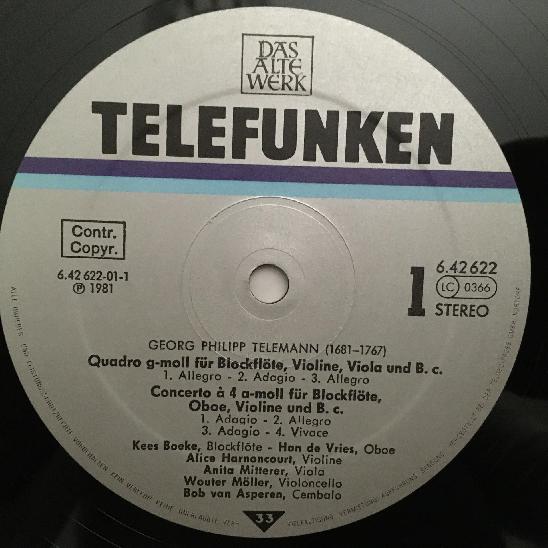 DAS
ALTE
WERK
TELEFUNKEN
Contr.
Copyr.
6.42 622-01-1
℗ 1981
1
6.42 622
LC 0366
STEREO
GEORG PHILIPP TELEMANN (1681–1767)
Quadro g-moll für Blockflöte, Violine, Viola und B. c.
1. Allegro - 2. Adagio - 3. Allegro
Concerto à 4 a-moll für Blockflöte,
Oboe, Violine und B. c.
1. Adagio - 2. Allegro
3. Adagio - 4. Vivace
Kees Boeke, Blockflöte - Han de Vries, Oboe
Alice Harnoncourt, Violine
Anita Mitterer, Viola
Wouter Möller, Violoncello
Bob van Asperen, Cembalo
33